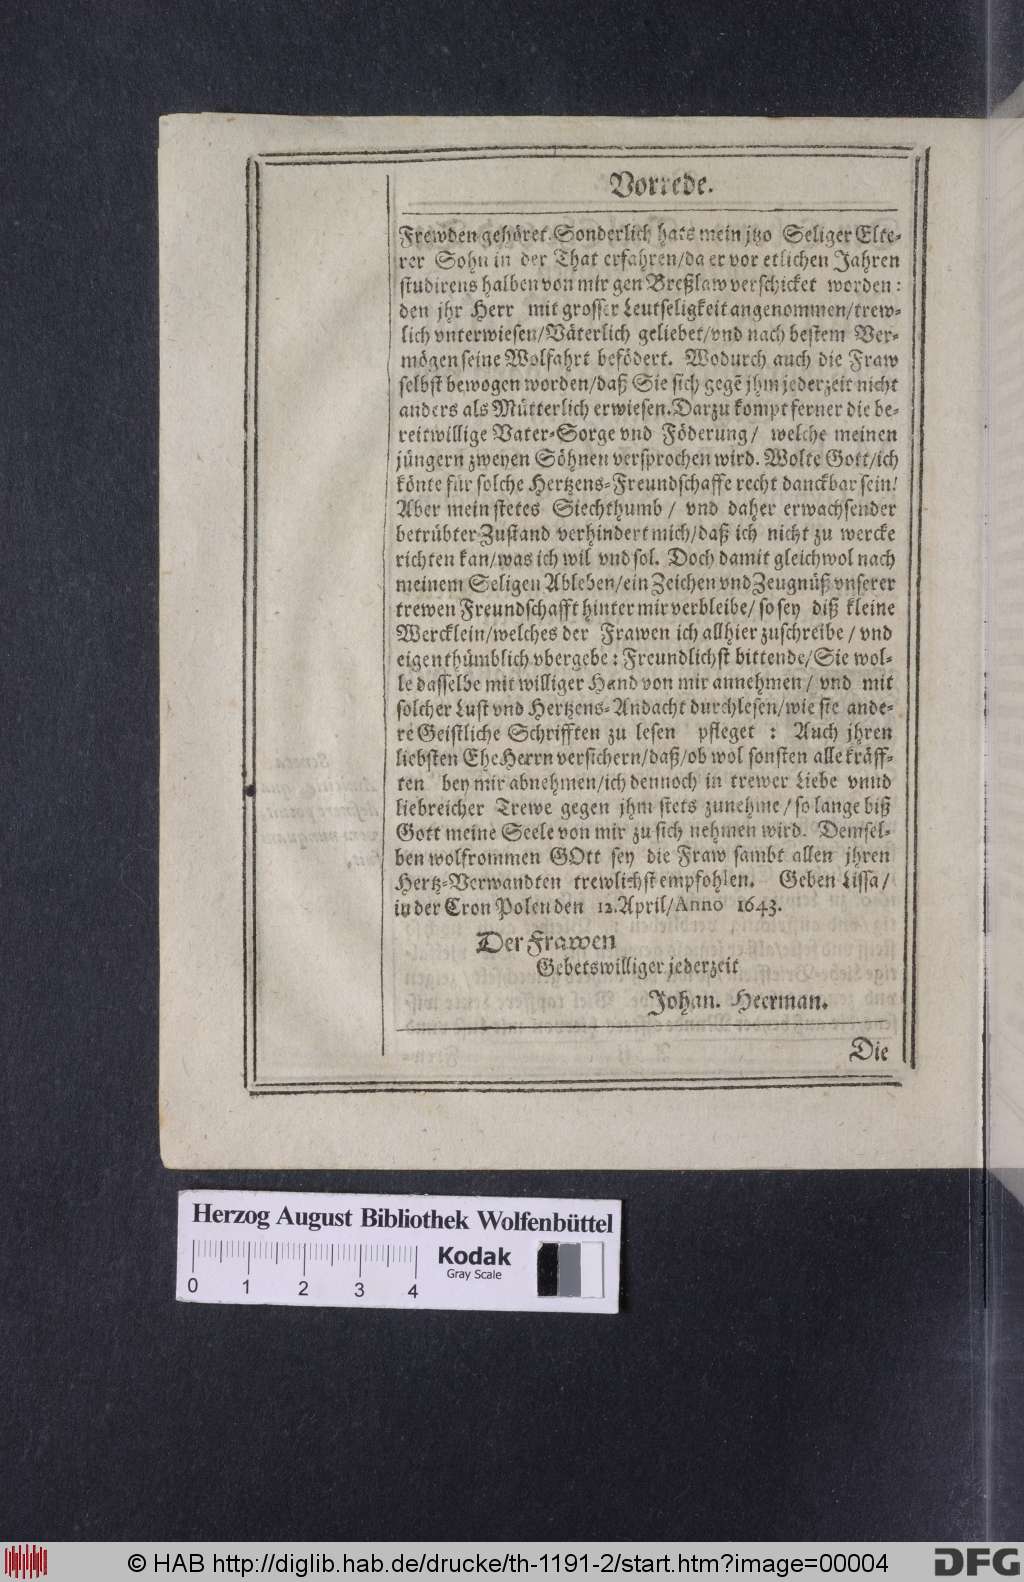 Vorrede.
Frewden gehöret. Sonderlich hats mein jtzo Seliger Elte-
rer Sohn in der That erfahren/da er vor etlichen Jahren
studirens halben von mir gen Breßlaw verschicket worden:
den jhr Herr mit grosser Leutseligkeit angenommen/trew-
lich vnterwiesen/Väterlich geliebet/vnd nach bestem Ver-
mögen seine Wolfahrt befödert. Wodurch auch die Fraw
selbst bewogen worden/daß Sie sich gegẽ jhm jederzeit nicht
anders als Mütterlich erwiesen. Darzu kompt ferner die be-
reitwillige Vater-Sorge vnd Föderung/ welche meinen
jüngern zweyen Söhnen versprochen wird. Wolte Gott/ich
könte für solche Hertzens-Freundschaffe recht danckbar sein!
Aber mein stetes Siechthumb/ vnd daher erwachsender
betrübter Zustand verhindert mich/daß ich nicht zu wercke
richten kan/was ich wil vnd sol. Doch damit gleichwol nach
meinem Seligen Ableben/ein Zeichen vnd Zeugnüß vnserer
trewen Freundschafft hinter mir verbleibe/ so sey diß kleine
Wercklein/welches der Frawen ich allhier zuschreibe/ vnd
eigenthümblich vbergebe: Freundlichst bittende/Sie wol-
le dasselbe mit williger Hand von mir annehmen/ vnd mit
solcher Lust vnd Hertzens-Andacht durchlesen/wie sie ande-
re Geistliche Schrifften zu lesen pfleget: Auch jhren
liebsten EheHerrn versichern/daß/ob wol sonsten alle kräff-
ten bey mir abnehmen/ich dennoch in trewer Liebe vnnd
liebreicher Trewe gegen jhm stets zunehme/so lange biß
Gott meine Seele von mir zu sich nehmen wird. Demsel-
ben wolfrommen GOtt sey die Fraw sambt allen jhren
Hertz-Verwandten trewlichst empfohlen. Geben Lissa/
in der Cron Polen den 12. April/Anno 1643.
Der Frawen
Gebetswilliger jederzeit
Johan. Heerman.
Die
Herzog August Bibliothek Wolfenbüttel
Kodak
Gray Scale
0 1 2 3 4
© HAB http://diglib.hab.de/drucke/th-1191-2/start.htm?image=00004
DFG